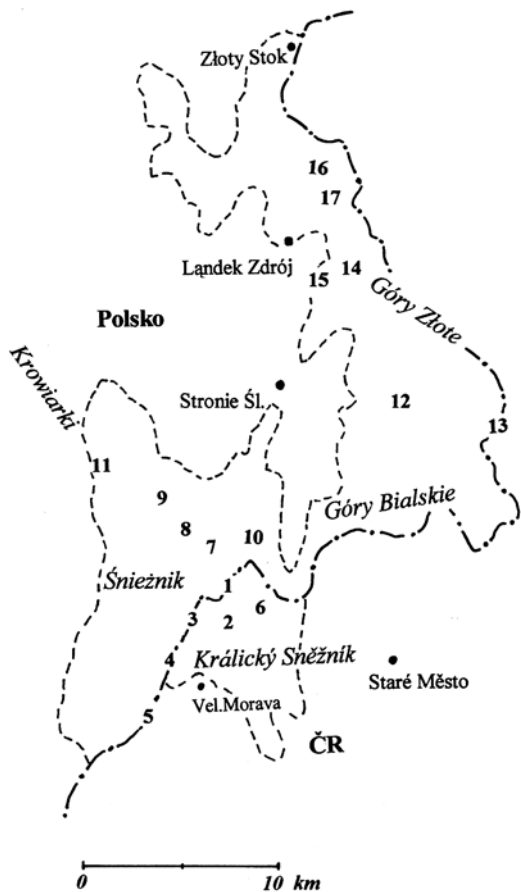 Złoty Stok
16
17
Lądek Zdrój
14
15
Góry Złote
Polsko
Krowiarki
Stronie Śl.
12
13
11
9
Góry Bialskie
8
10
7
Śnieżnik
1
6
3
2
4
Králický Sněžník
Staré Město
Vel.Morava
5
ČR
0 10 km